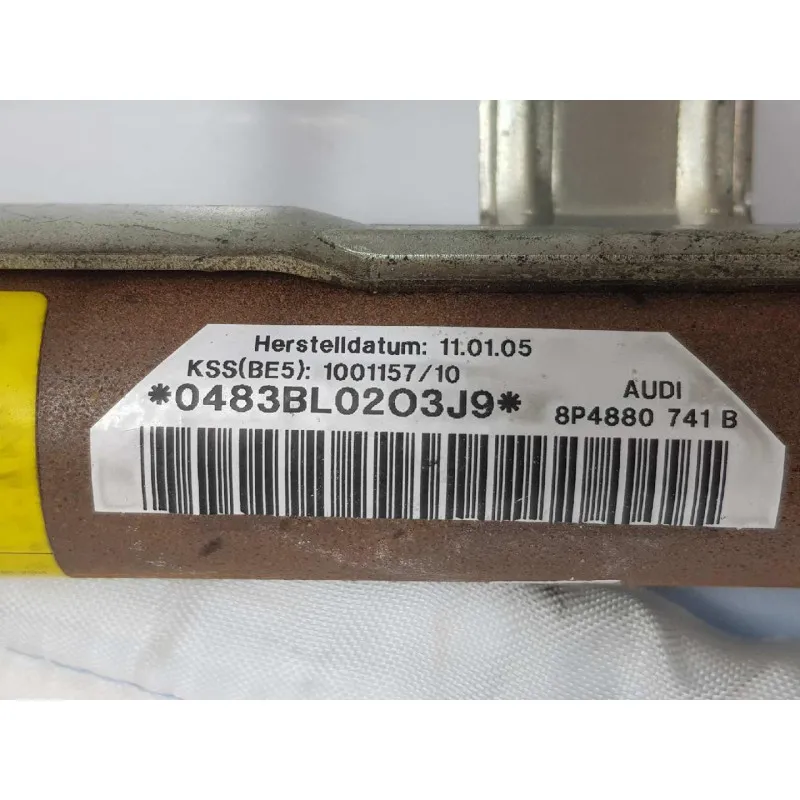 Herstelldatum: 11.01.05
KSS(BE5): 1001157/10
*0483BL02O3J9*
AUDI
8P4880 741 B